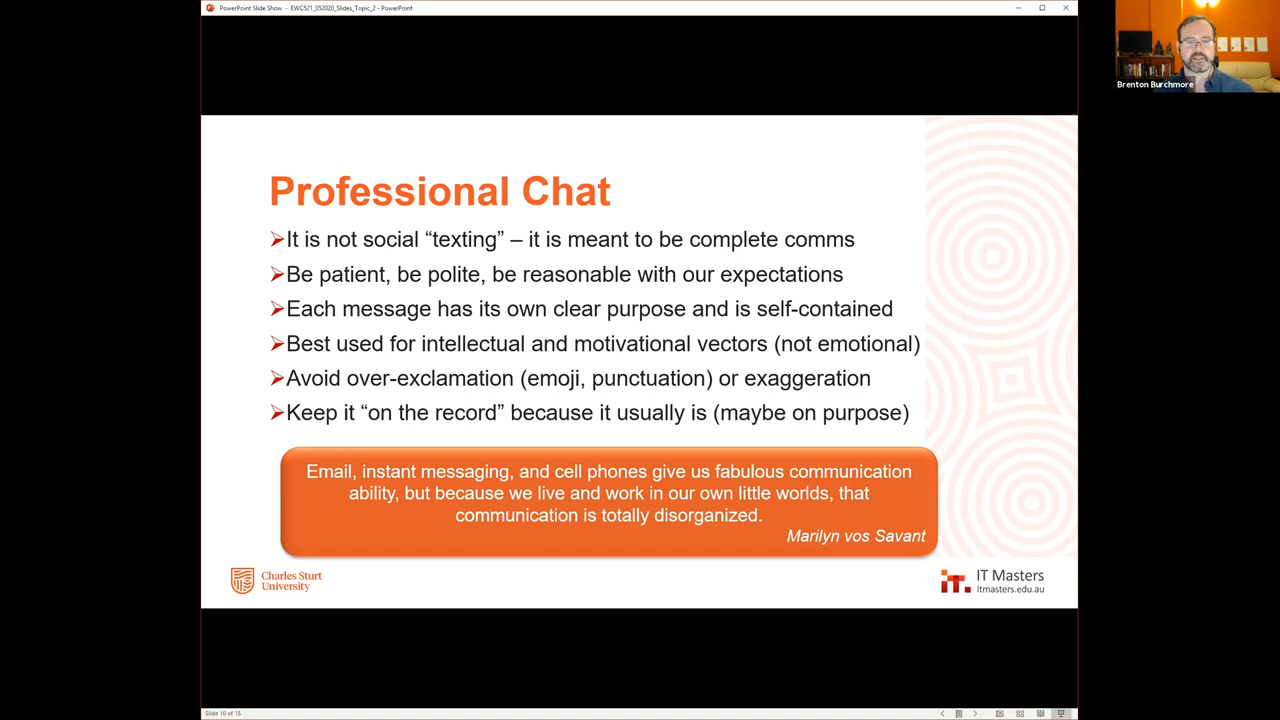 PowerPoint Slide Show - EWC521_052020_Slides_Topic_2 - PowerPoint
Brenton Burchmore
Professional Chat
It is not social “texting” – it is meant to be complete comms
Be patient, be polite, be reasonable with our expectations
Each message has its own clear purpose and is self-contained
Best used for intellectual and motivational vectors (not emotional)
Avoid over-exclamation (emoji, punctuation) or exaggeration
Keep it “on the record” because it usually is (maybe on purpose)
Email, instant messaging, and cell phones give us fabulous communication
ability, but because we live and work in our own little worlds, that
communication is totally disorganized.
Marilyn vos Savant
Charles Sturt
University
IT Masters
itmasters.edu.au
Slide 10 of 15